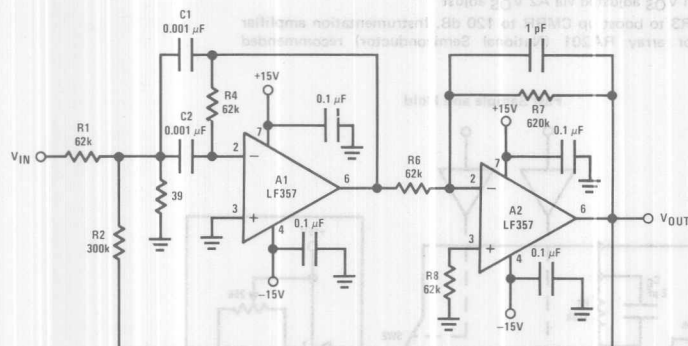 C1
0.001 µF
1 pF
R4
62k
+15V
0.1 µF
R7
620k
C2
0.001 µF
+15V
0.1 µF
R1
62k
7
VIN
2
−
A1
LF357
6
R6
62k
7
2
−
A2
LF357
6
VOUT
39
3
+
4
0.1 µF
R2
300k
3
+
4
0.1 µF
R8
62k
−15V
−15V